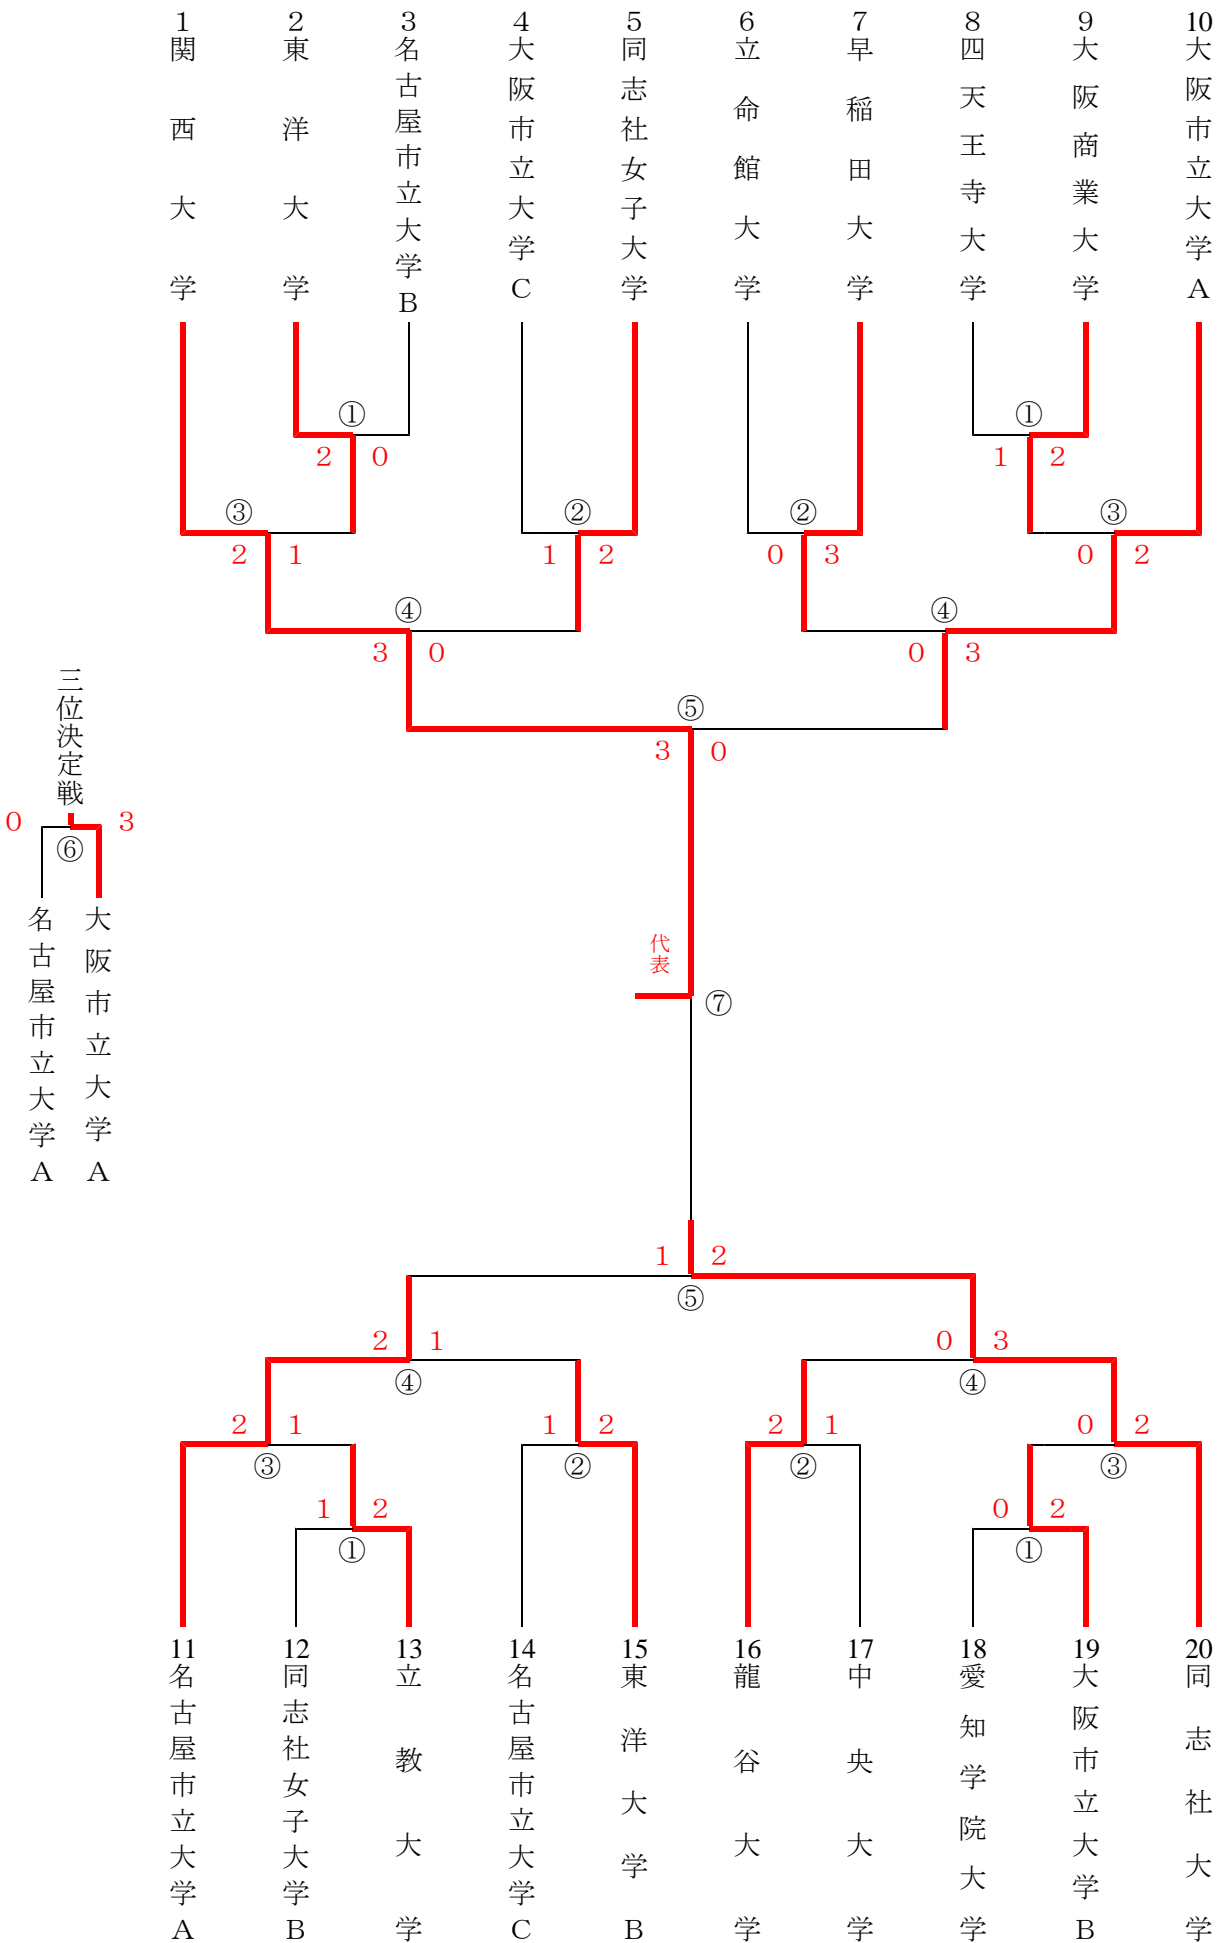 1 関西大学
2 東洋大学
3 名古屋市立大学B
4 大阪市立大学C
5 同志社女子大学
6 立命館大学
7 早稲田大学
8 四天王寺大学
9 大阪商業大学
10 大阪市立大学A
① ①
2 0 1 2
③ ② ② ③
2 1 1 2 0 3 0 2
④ ④
3 0 0 3
⑤
3 0
三位決定戦
0 3
⑥
名古屋市立大学A
大阪市立大学A
代表
⑦
1 2
⑤
2 1 0 3
④ ④
2 1 1 2 2 1 0 2
③ ② ② ③
1 2 0 2
① ①
11 名古屋市立大学A
12 同志社女子大学B
13 立教大学
14 名古屋市立大学C
15 東洋大学B
16 龍谷大学
17 中央大学
18 愛知学院大学
19 大阪市立大学B
20 同志社大学